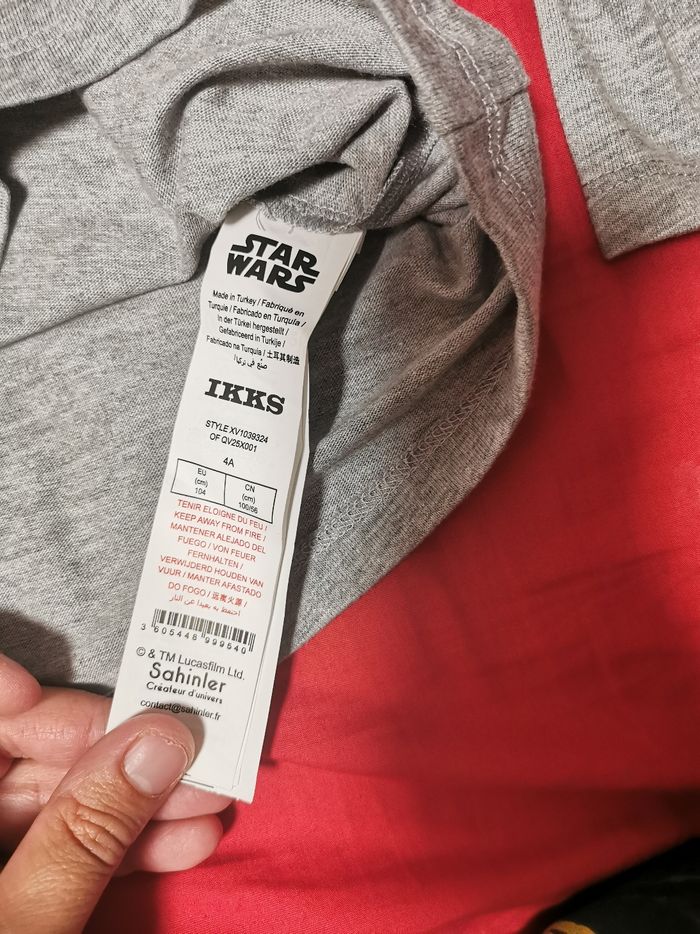 STAR
WARS
Made in Turkey / Fabriqué en
Turquie / Fabricado en Turquía /
In der Türkei hergestellt /
Gefabriceerd in Turkije /
Fabricado na Turquia / 土耳其制造
صنع في تركيا /
IKKS
STYLE XV1039324
OF QV25X001
4A
EU CN
(cm) (cm)
104 100/56
TENIR ELOIGNE DU FEU /
KEEP AWAY FROM FIRE /
MANTENER ALEJADO DEL
FUEGO / VON FEUER
FERNHALTEN /
VERWIJDERD HOUDEN VAN
VUUR / MANTER AFASTADO
DO FOGO / 远离火源 /
احتفظ به بعيدا عن النار
3 605448 999540
© & TM Lucasfilm Ltd.
Sahinler
Créateur d'univers
contact@sahinler.fr